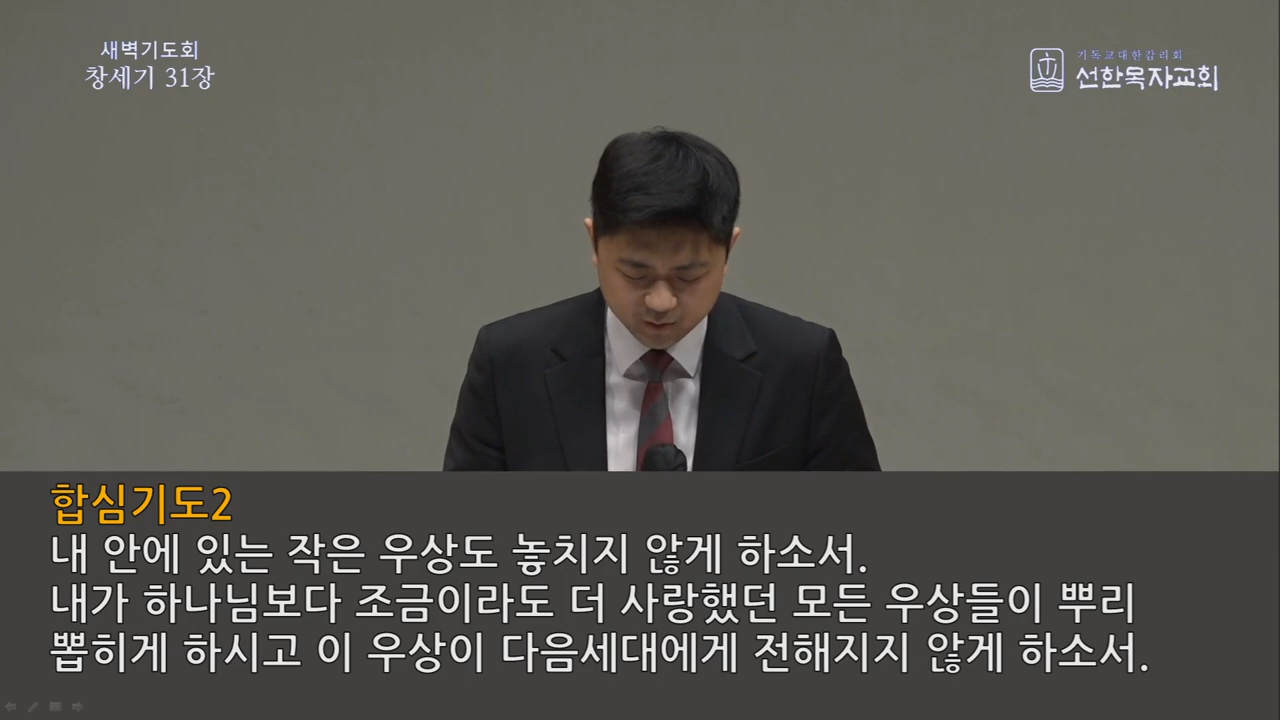 새벽기도회
창세기 31장
기독교대한감리회
선한목자교회
합심기도2
내 안에 있는 작은 우상도 놓치지 않게 하소서.
내가 하나님보다 조금이라도 더 사랑했던 모든 우상들이 뿌리
뽑히게 하시고 이 우상이 다음세대에게 전해지지 않게 하소서.